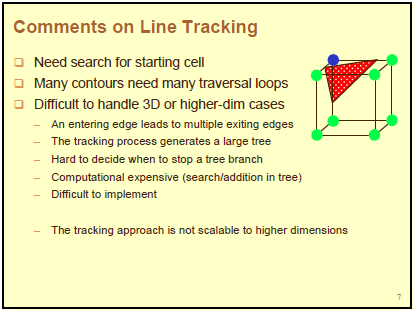 Comments on Line Tracking
Need search for starting cell
Many contours need many traversal loops
Difficult to handle 3D or higher-dim cases
– An entering edge leads to multiple exiting edges
– The tracking process generates a large tree
– Hard to decide when to stop a tree branch
– Computational expensive (search/addition in tree)
– Difficult to implement
– The tracking approach is not scalable to higher dimensions
7